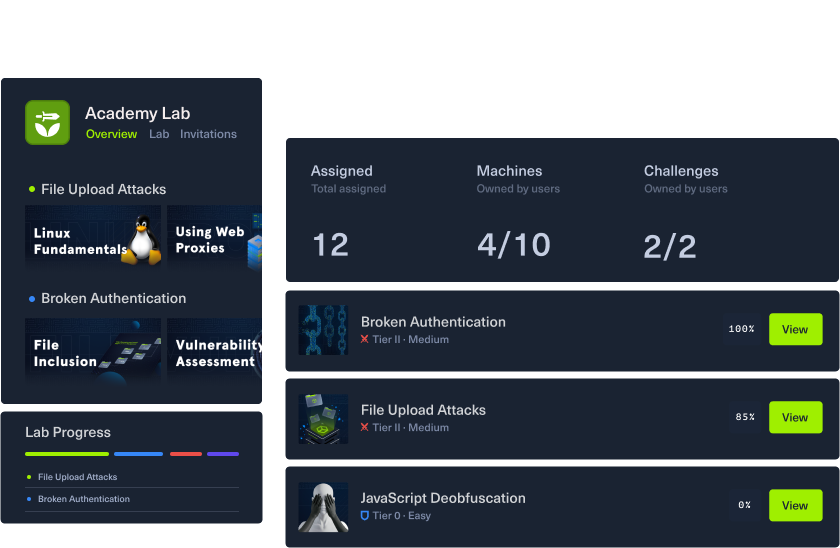 Academy Lab
Overview Lab Invitations
File Upload Attacks
Linux
Fundamentals
Using Web
Proxies
Broken Authentication
File
Inclusion
Vulnerability
Assessment
Lab Progress
File Upload Attacks
Broken Authentication
Assigned
Total assigned
12
Machines
Owned by users
4/10
Challenges
Owned by users
2/2
Broken Authentication
Tier II · Medium
100%
View
File Upload Attacks
Tier II · Medium
85%
View
JavaScript Deobfuscation
Tier 0 · Easy
0%
View